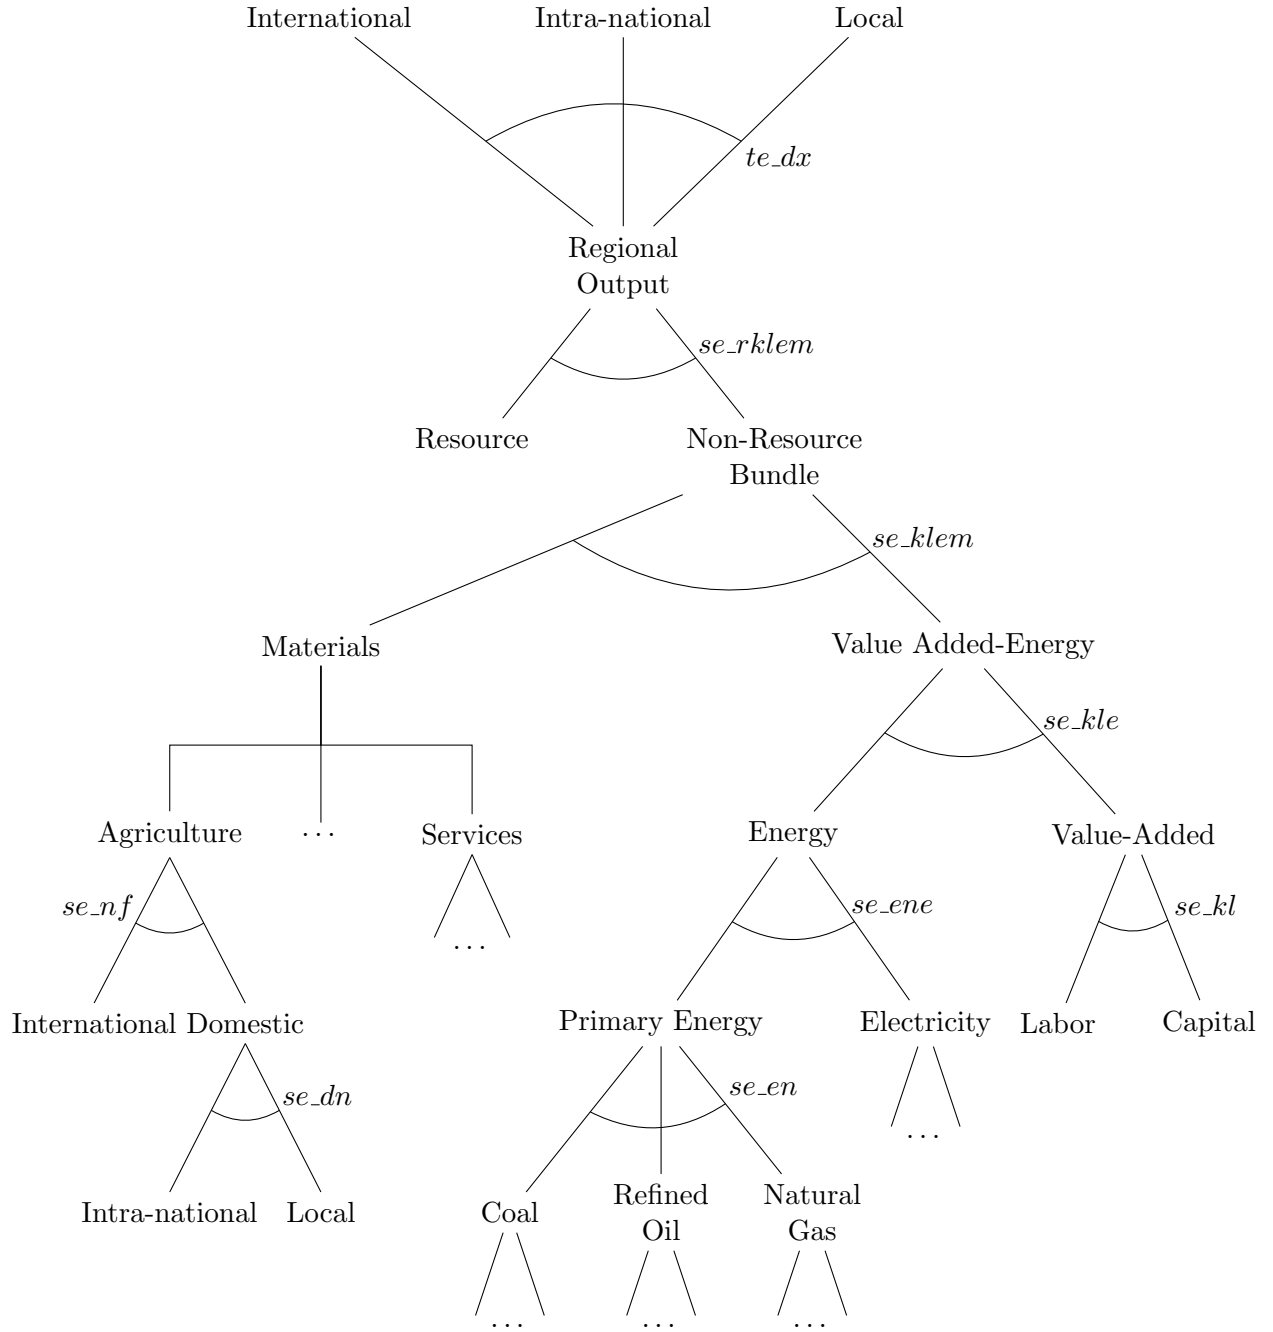 International Intra-national Local
te_dx
Regional
Output
se_rklem
Resource Non-Resource
Bundle
se_klem
Materials Value Added-Energy
se_kle
Agriculture ... Services Energy Value-Added
se_nf se_ene se_kl
...
International Domestic Primary Energy Electricity Labor Capital
se_dn se_en
...
Intra-national Local Coal Refined
Oil Natural
Gas
... ... ...